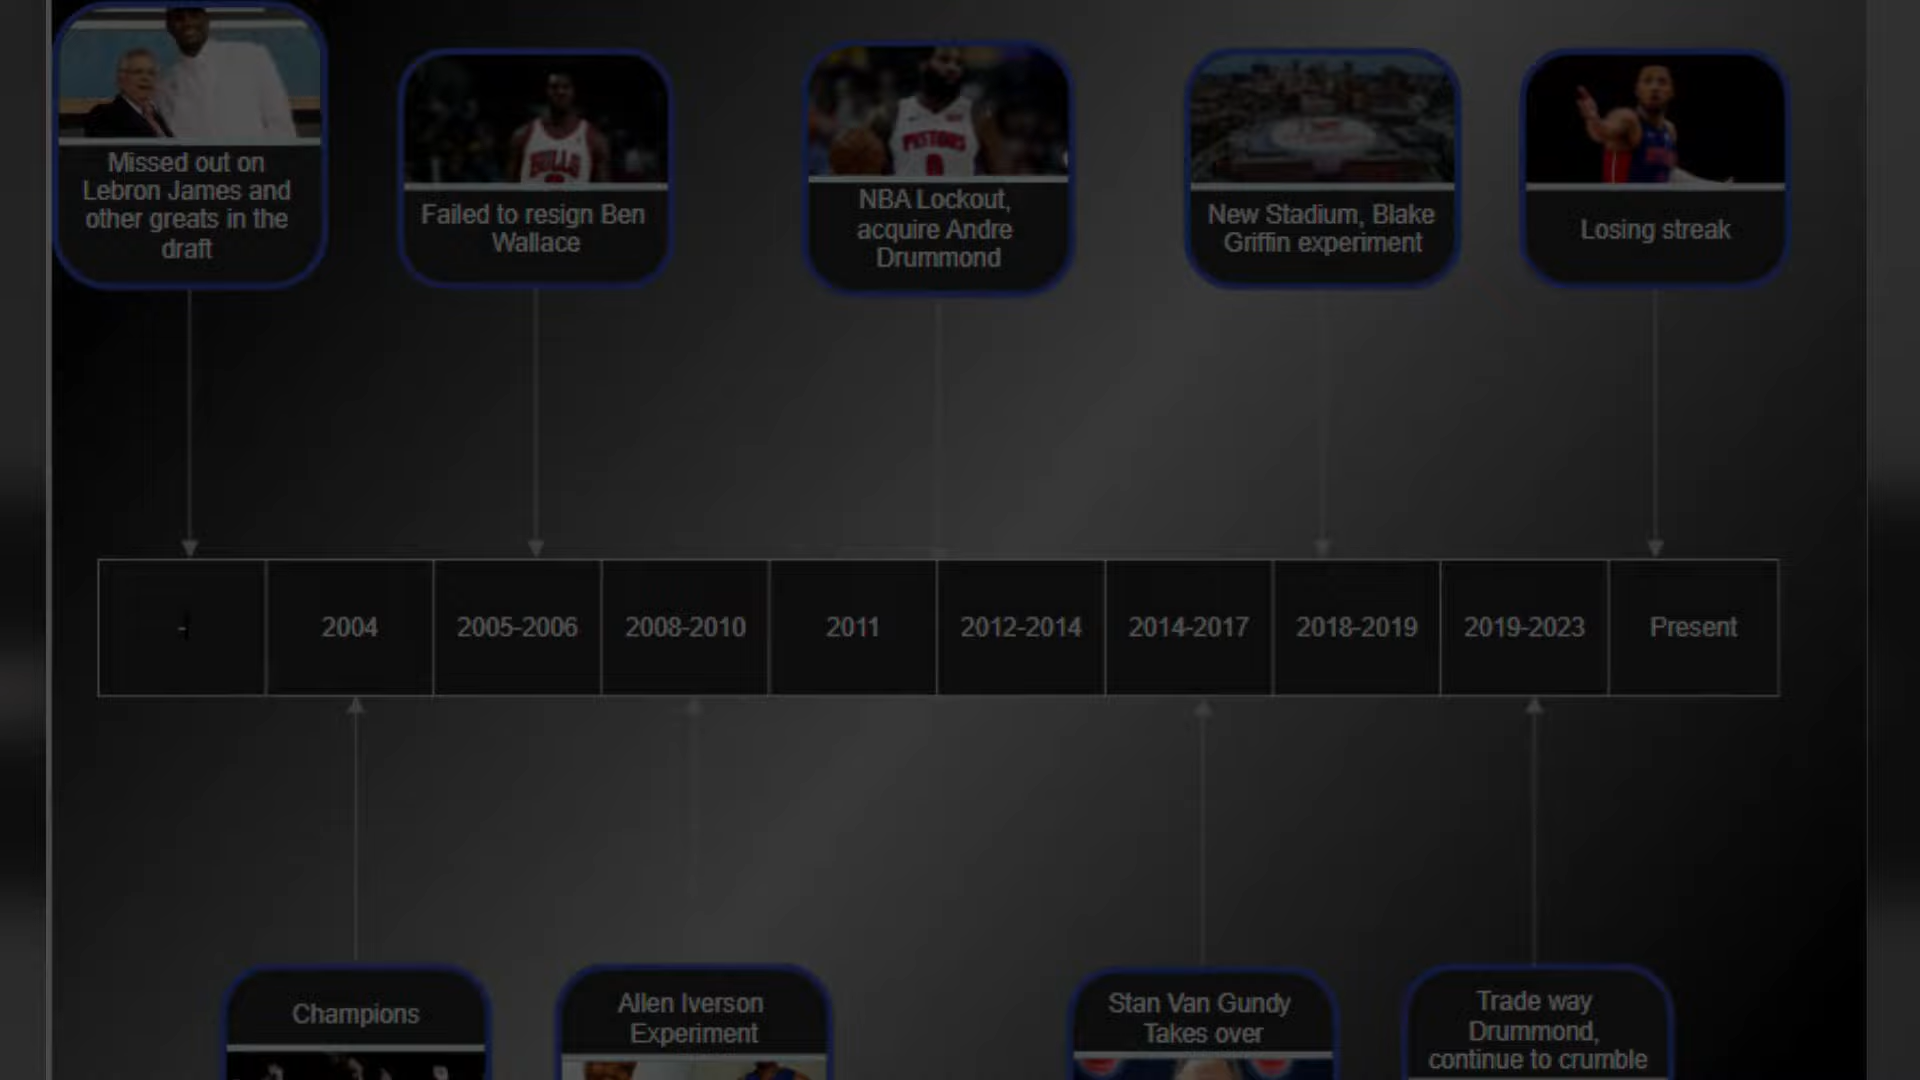 Missed out on
Lebron James and
other greats in the
draft
Failed to resign Ben
Wallace
BULLS
PISTONS
0
NBA Lockout,
acquire Andre
Drummond
New Stadium, Blake
Griffin experiment
Losing streak
-
2004
2005-2006
2008-2010
2011
2012-2014
2014-2017
2018-2019
2019-2023
Present
Champions
Allen Iverson
Experiment
Stan Van Gundy
Takes over
Trade way
Drummond,
continue to crumble